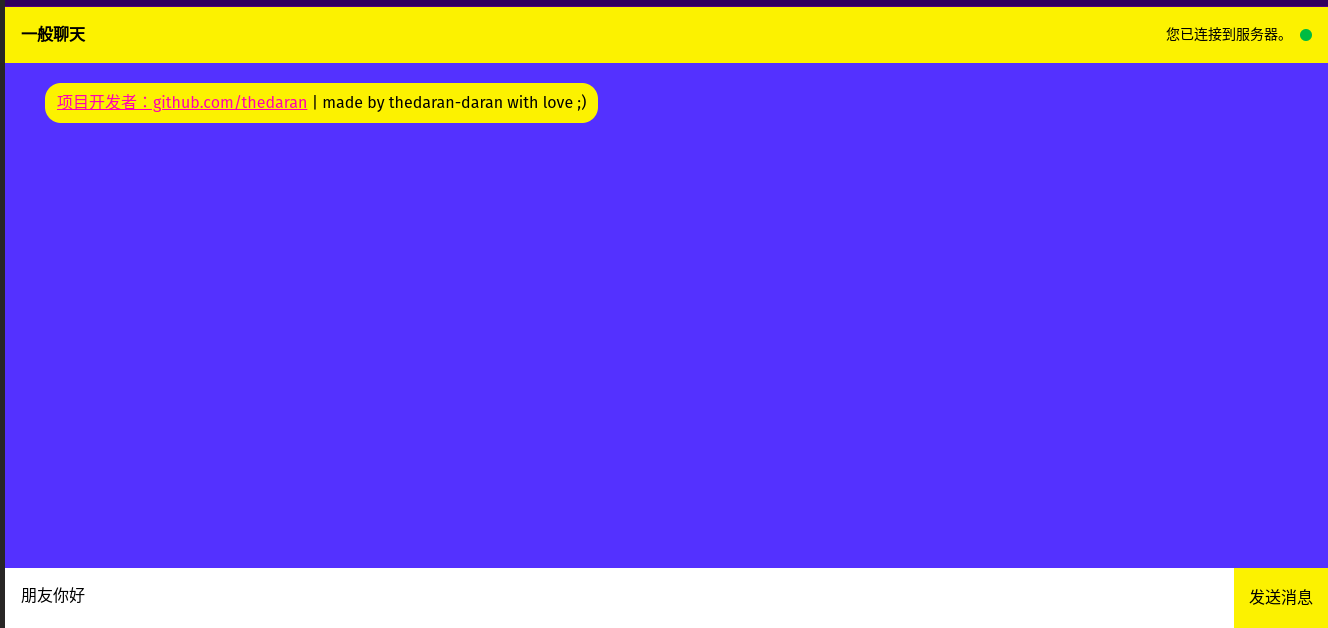 一般聊天
您已连接到服务器。
项目开发者：github.com/thedaran | made by thedaran-daran with love ;)
朋友你好
发送消息